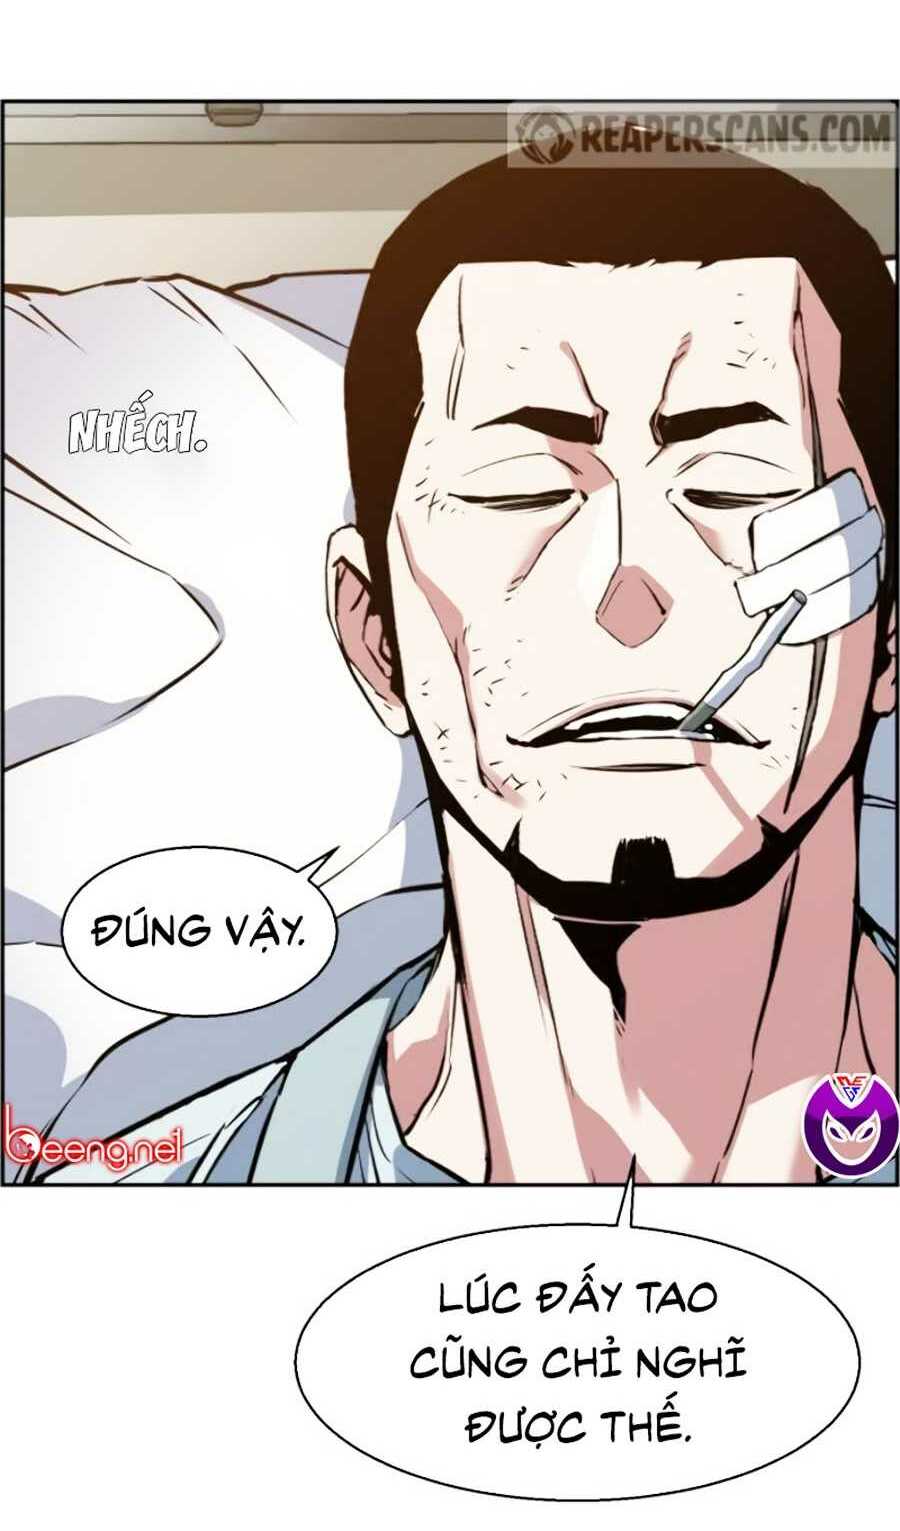 REAPERSCANS.COM
NHẾCH.
ĐÚNG VẬY.
beeng.net
LÚC ĐẤY TAO
CŨNG CHỈ NGHĨ
ĐƯỢC THẾ.